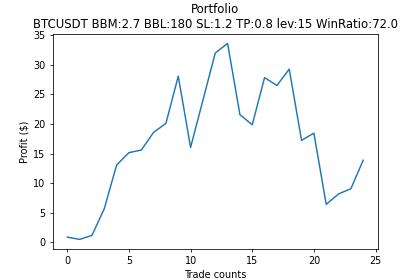 Portfolio
BTCUSDT BBM:2.7 BBL:180 SL:1.2 TP:0.8 lev:15 WinRatio:72.0
35
30
25
20
15
10
5
0
Profit ($)
0 5 10 15 20 25
Trade counts